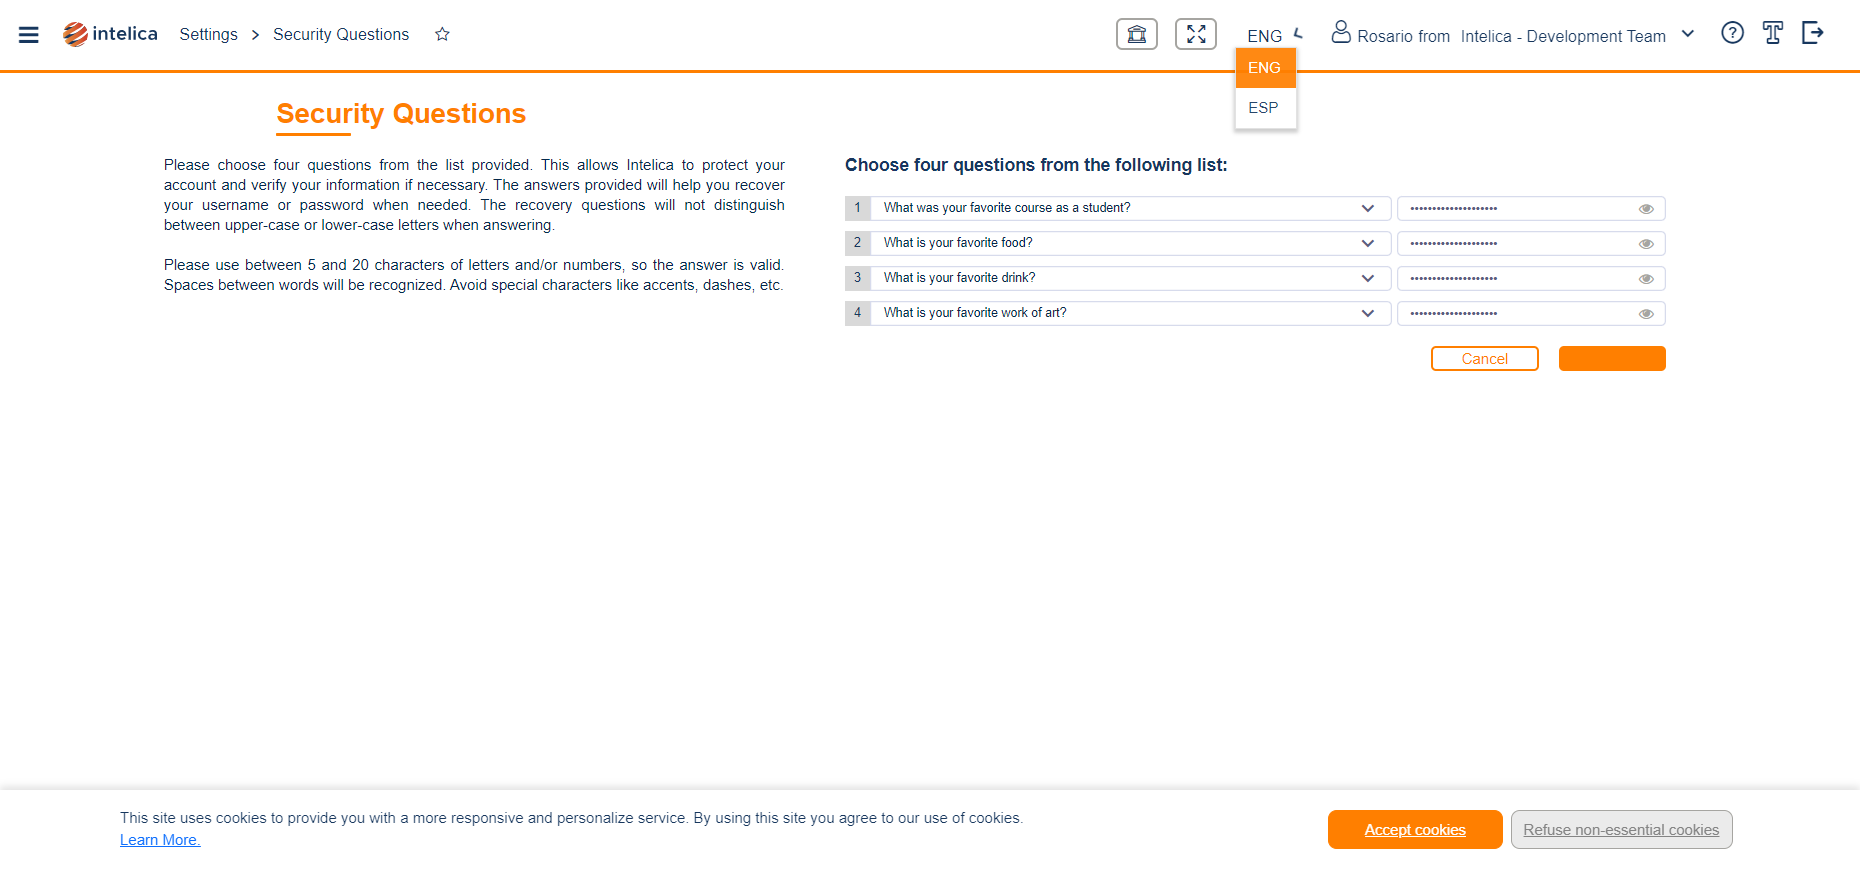 intelica Settings > Security Questions ENG Rosario from Intelica - Development Team
ENG
ESP
Security Questions
Please choose four questions from the list provided. This allows Intelica to protect your
account and verify your information if necessary. The answers provided will help you recover
your username or password when needed. The recovery questions will not distinguish
between upper-case or lower-case letters when answering.
Please use between 5 and 20 characters of letters and/or numbers, so the answer is valid.
Spaces between words will be recognized. Avoid special characters like accents, dashes, etc.
Choose four questions from the following list:
1 What was your favorite course as a student? ••••••••••••••••••••
2 What is your favorite food? ••••••••••••••••••••
3 What is your favorite drink? ••••••••••••••••••••
4 What is your favorite work of art? ••••••••••••••••••••
Cancel
This site uses cookies to provide you with a more responsive and personalize service. By using this site you agree to our use of cookies.
Learn More.
Accept cookies Refuse non-essential cookies